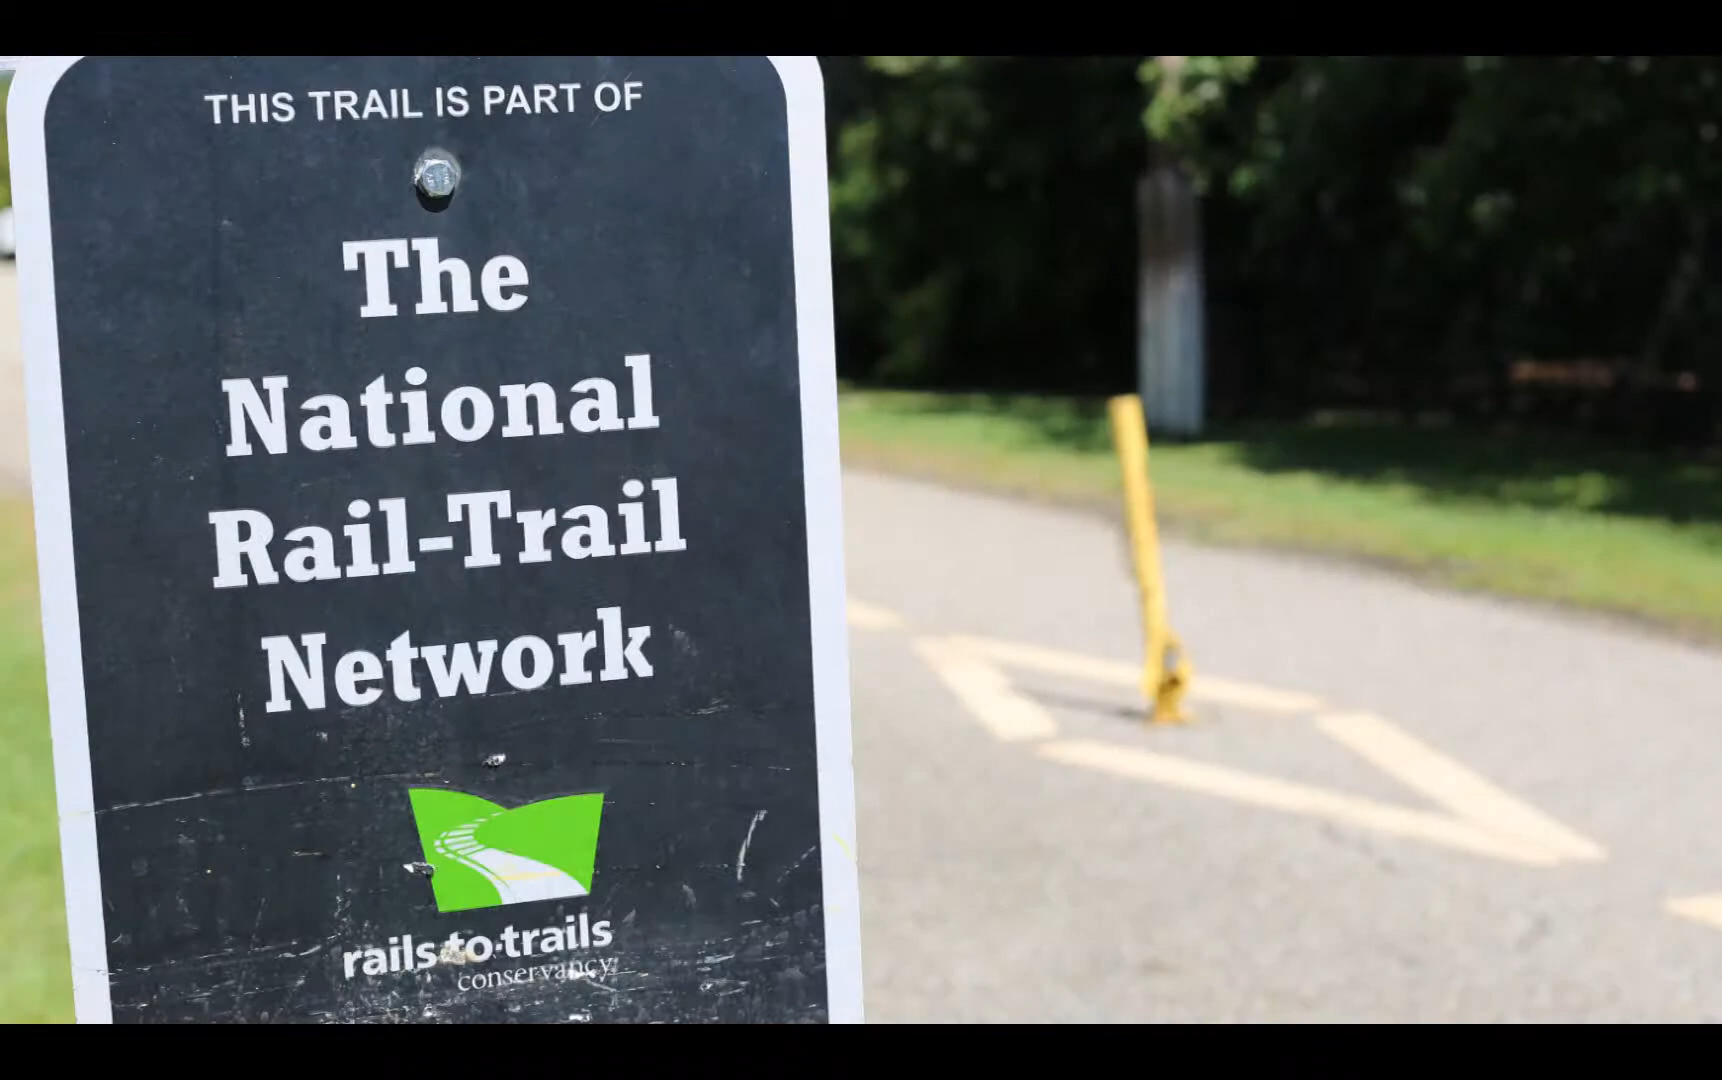 THIS TRAIL IS PART OF
The
National
Rail-Trail
Network
rails·to·trails
conservancy